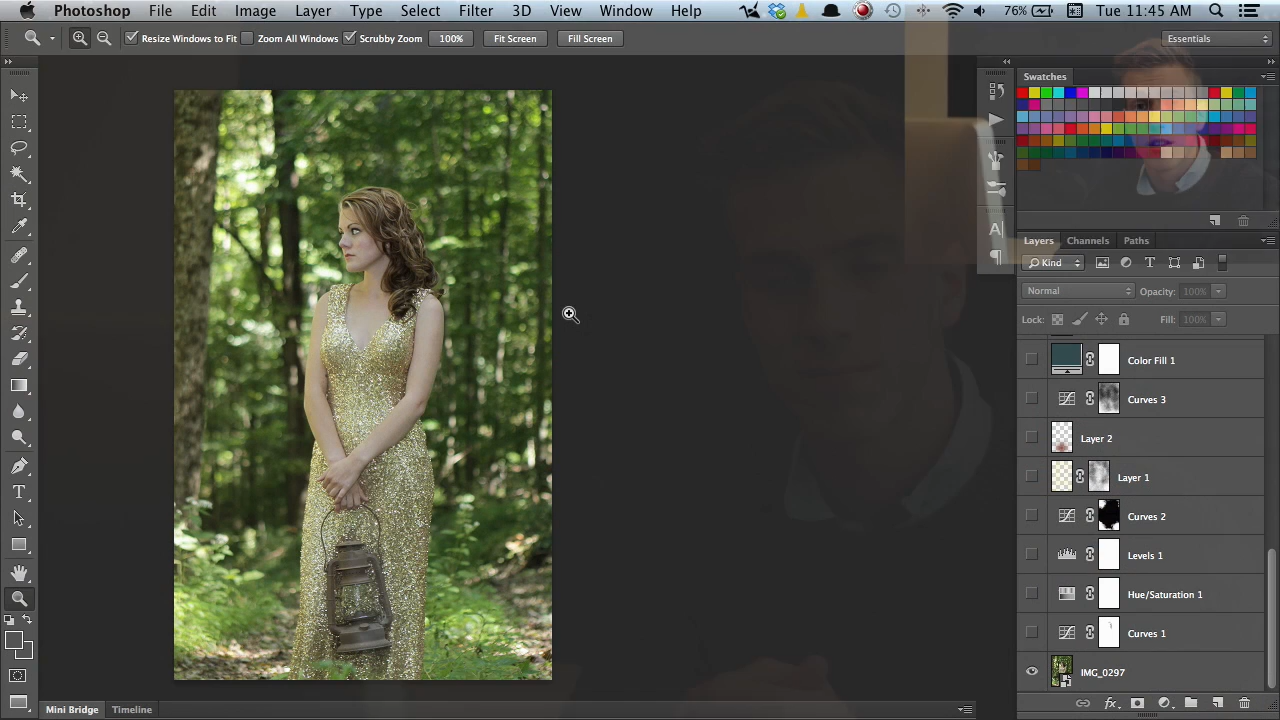 Photoshop File Edit Image Layer Type Select Filter 3D View Window Help 76% Tue 11:45 AM
Resize Windows to Fit Zoom All Windows Scrubby Zoom 100% Fit Screen Fill Screen Essentials
Swatches
Layers Channels Paths
Kind
Normal Opacity: 100%
Lock: Fill: 100%
Color Fill 1
Curves 3
Layer 2
Layer 1
Curves 2
Levels 1
Hue/Saturation 1
Curves 1
IMG_0297
Mini Bridge Timeline